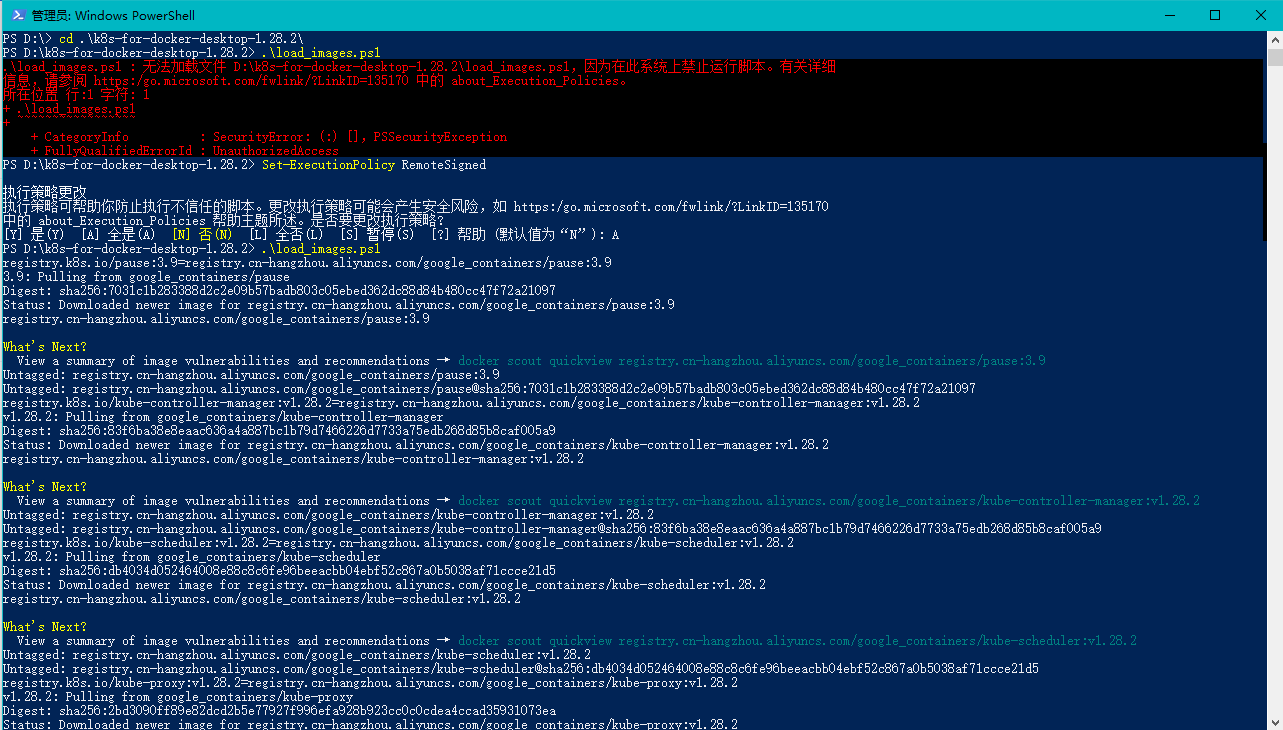 管理员: Windows PowerShell
PS D:\> cd .\k8s-for-docker-desktop-1.28.2\
PS D:\k8s-for-docker-desktop-1.28.2> .\load_images.ps1
.\load_images.ps1 : 无法加载文件 D:\k8s-for-docker-desktop-1.28.2\load_images.ps1，因为在此系统上禁止运行脚本。有关详细
信息，请参阅 https:/go.microsoft.com/fwlink/?LinkID=135170 中的 about_Execution_Policies。
所在位置 行:1 字符: 1
+ .\load_images.ps1
+
+ CategoryInfo : SecurityError: (:) [], PSSecurityException
+ FullyQualifiedErrorId : UnauthorizedAccess
PS D:\k8s-for-docker-desktop-1.28.2> Set-ExecutionPolicy RemoteSigned
执行策略更改
执行策略可帮助你防止执行不信任的脚本。更改执行策略可能会产生安全风险，如 https:/go.microsoft.com/fwlink/?LinkID=135170
中的 about_Execution_Policies 帮助主题所述。是否要更改执行策略?
[Y] 是(Y) [A] 全是(A) [N] 否(N) [L] 全否(L) [S] 暂停(S) [?] 帮助 (默认值为“N”): A
PS D:\k8s-for-docker-desktop-1.28.2> .\load_images.ps1
registry.k8s.io/pause:3.9=registry.cn-hangzhou.aliyuncs.com/google_containers/pause:3.9
3.9: Pulling from google_containers/pause
Digest: sha256:7031c1b283388d2c2e09b57badb803c05ebed362dc88d84b480cc47f72a21097
Status: Downloaded newer image for registry.cn-hangzhou.aliyuncs.com/google_containers/pause:3.9
registry.cn-hangzhou.aliyuncs.com/google_containers/pause:3.9
What's Next?
View a summary of image vulnerabilities and recommendations → docker scout quickview registry.cn-hangzhou.aliyuncs.com/google_containers/pause:3.9
Untagged: registry.cn-hangzhou.aliyuncs.com/google_containers/pause:3.9
Untagged: registry.cn-hangzhou.aliyuncs.com/google_containers/pause@sha256:7031c1b283388d2c2e09b57badb803c05ebed362dc88d84b480cc47f72a21097
registry.k8s.io/kube-controller-manager:v1.28.2=registry.cn-hangzhou.aliyuncs.com/google_containers/kube-controller-manager:v1.28.2
v1.28.2: Pulling from google_containers/kube-controller-manager
Digest: sha256:83f6ba38e8eaac636a4a887bc1b79d7466226d7733a75edb268d85b8caf005a9
Status: Downloaded newer image for registry.cn-hangzhou.aliyuncs.com/google_containers/kube-controller-manager:v1.28.2
registry.cn-hangzhou.aliyuncs.com/google_containers/kube-controller-manager:v1.28.2
What's Next?
View a summary of image vulnerabilities and recommendations → docker scout quickview registry.cn-hangzhou.aliyuncs.com/google_containers/kube-controller-manager:v1.28.2
Untagged: registry.cn-hangzhou.aliyuncs.com/google_containers/kube-controller-manager:v1.28.2
Untagged: registry.cn-hangzhou.aliyuncs.com/google_containers/kube-controller-manager@sha256:83f6ba38e8eaac636a4a887bc1b79d7466226d7733a75edb268d85b8caf005a9
registry.k8s.io/kube-scheduler:v1.28.2=registry.cn-hangzhou.aliyuncs.com/google_containers/kube-scheduler:v1.28.2
v1.28.2: Pulling from google_containers/kube-scheduler
Digest: sha256:db4034d052464008e88c8c6fe96beeacbb04ebf52c867a0b5038af71ccce21d5
Status: Downloaded newer image for registry.cn-hangzhou.aliyuncs.com/google_containers/kube-scheduler:v1.28.2
registry.cn-hangzhou.aliyuncs.com/google_containers/kube-scheduler:v1.28.2
What's Next?
View a summary of image vulnerabilities and recommendations → docker scout quickview registry.cn-hangzhou.aliyuncs.com/google_containers/kube-scheduler:v1.28.2
Untagged: registry.cn-hangzhou.aliyuncs.com/google_containers/kube-scheduler:v1.28.2
Untagged: registry.cn-hangzhou.aliyuncs.com/google_containers/kube-scheduler@sha256:db4034d052464008e88c8c6fe96beeacbb04ebf52c867a0b5038af71ccce21d5
registry.k8s.io/kube-proxy:v1.28.2=registry.cn-hangzhou.aliyuncs.com/google_containers/kube-proxy:v1.28.2
v1.28.2: Pulling from google_containers/kube-proxy
Digest: sha256:2bd3090ff89e82dcd2b5e77927f996efa928b923cc0c0cdea4ccad35931073ea
Status: Downloaded newer image for registry.cn-hangzhou.aliyuncs.com/google_containers/kube-proxy:v1.28.2